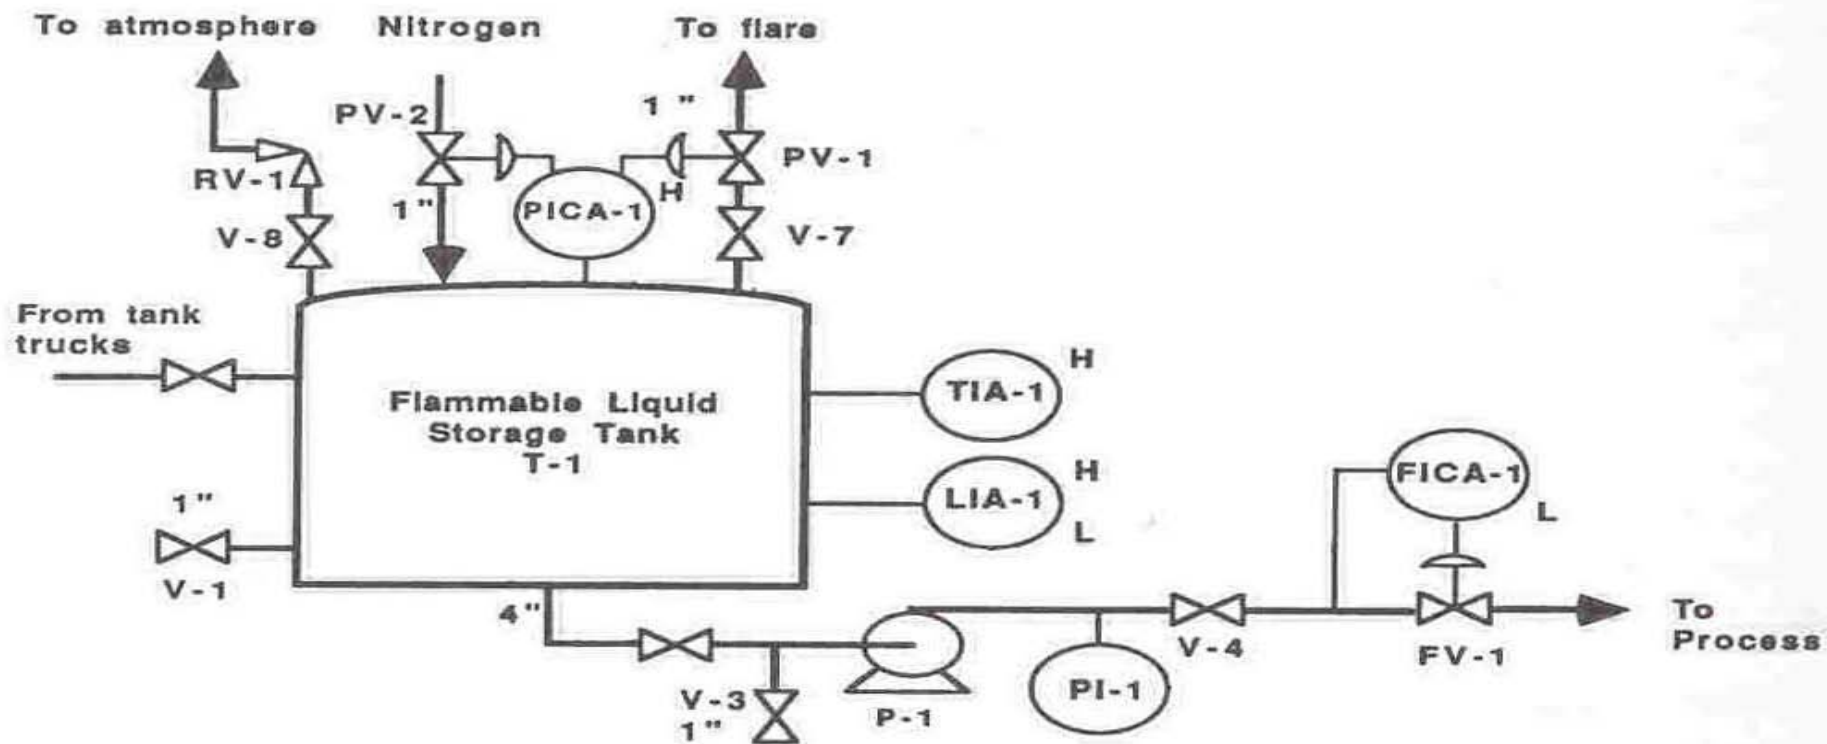 To atmosphere
Nitrogen
To flare
PV-2
1"
PV-1
RV-1
1"
PICA-1
H
V-8
V-7
From tank
trucks
Flammable Liquid
Storage Tank
T-1
TIA-1
H
LIA-1
H
L
FICA-1
L
1"
V-1
4"
V-3
1"
P-1
PI-1
V-4
FV-1
To
Process